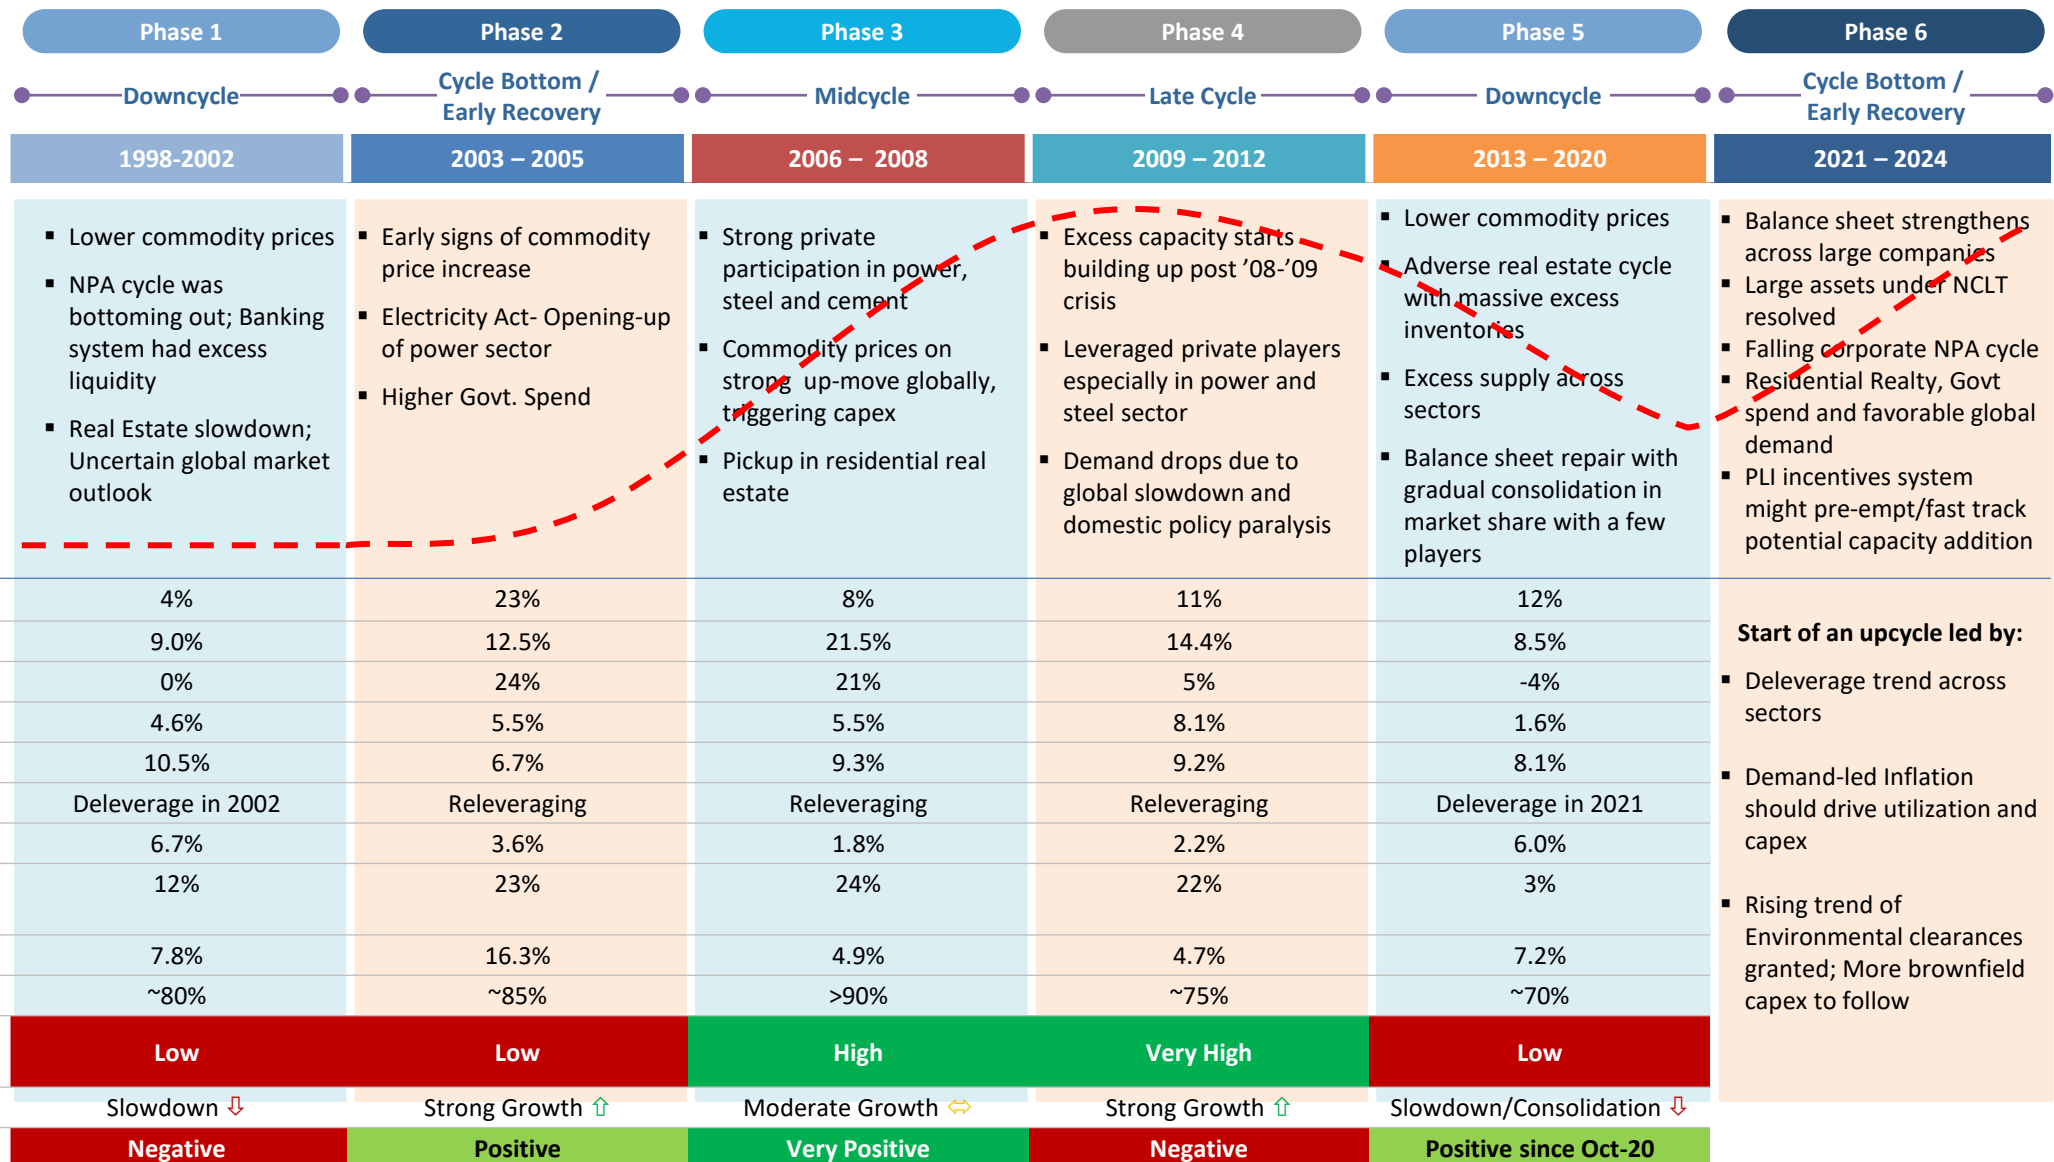 Phase 1
Phase 2
Phase 3
Phase 4
Phase 5
Phase 6
Downcycle
Cycle Bottom /
Early Recovery
Midcycle
Late Cycle
Downcycle
Cycle Bottom /
Early Recovery
1998-2002
2003 – 2005
2006 – 2008
2009 – 2012
2013 – 2020
2021 – 2024
▪ Lower commodity prices
▪ NPA cycle was
bottoming out; Banking
system had excess
liquidity
▪ Real Estate slowdown;
Uncertain global market
outlook
▪ Early signs of commodity
price increase
▪ Electricity Act- Opening-up
of power sector
▪ Higher Govt. Spend
▪ Strong private
participation in power,
steel and cement
▪ Commodity prices on
strong up-move globally,
triggering capex
▪ Pickup in residential real
estate
▪ Excess capacity starts
building up post ’08-’09
crisis
▪ Leveraged private players
especially in power and
steel sector
▪ Demand drops due to
global slowdown and
domestic policy paralysis
▪ Lower commodity prices
▪ Adverse real estate cycle
with massive excess
inventories
▪ Excess supply across
sectors
▪ Balance sheet repair with
gradual consolidation in
market share with a few
players
▪ Balance sheet strengthens
across large companies
▪ Large assets under NCLT
resolved
▪ Falling corporate NPA cycle
▪ Residential Realty, Govt
spend and favorable global
demand
▪ PLI incentives system
might pre-empt/fast track
potential capacity addition
4% 23% 8% 11% 12%
9.0% 12.5% 21.5% 14.4% 8.5%
0% 24% 21% 5% -4%
4.6% 5.5% 5.5% 8.1% 1.6%
10.5% 6.7% 9.3% 9.2% 8.1%
Deleverage in 2002 Releveraging Releveraging Releveraging Deleverage in 2021
6.7% 3.6% 1.8% 2.2% 6.0%
12% 23% 24% 22% 3%
7.8% 16.3% 4.9% 4.7% 7.2%
~80% ~85% >90% ~75% ~70%
Low Low High Very High Low
Slowdown ⇩ Strong Growth ⇧ Moderate Growth ⬄ Strong Growth ⇧ Slowdown/Consolidation ⇩
Negative Positive Very Positive Negative Positive since Oct-20
Start of an upcycle led by:
▪ Deleverage trend across
sectors
▪ Demand-led Inflation
should drive utilization and
capex
▪ Rising trend of
Environmental clearances
granted; More brownfield
capex to follow